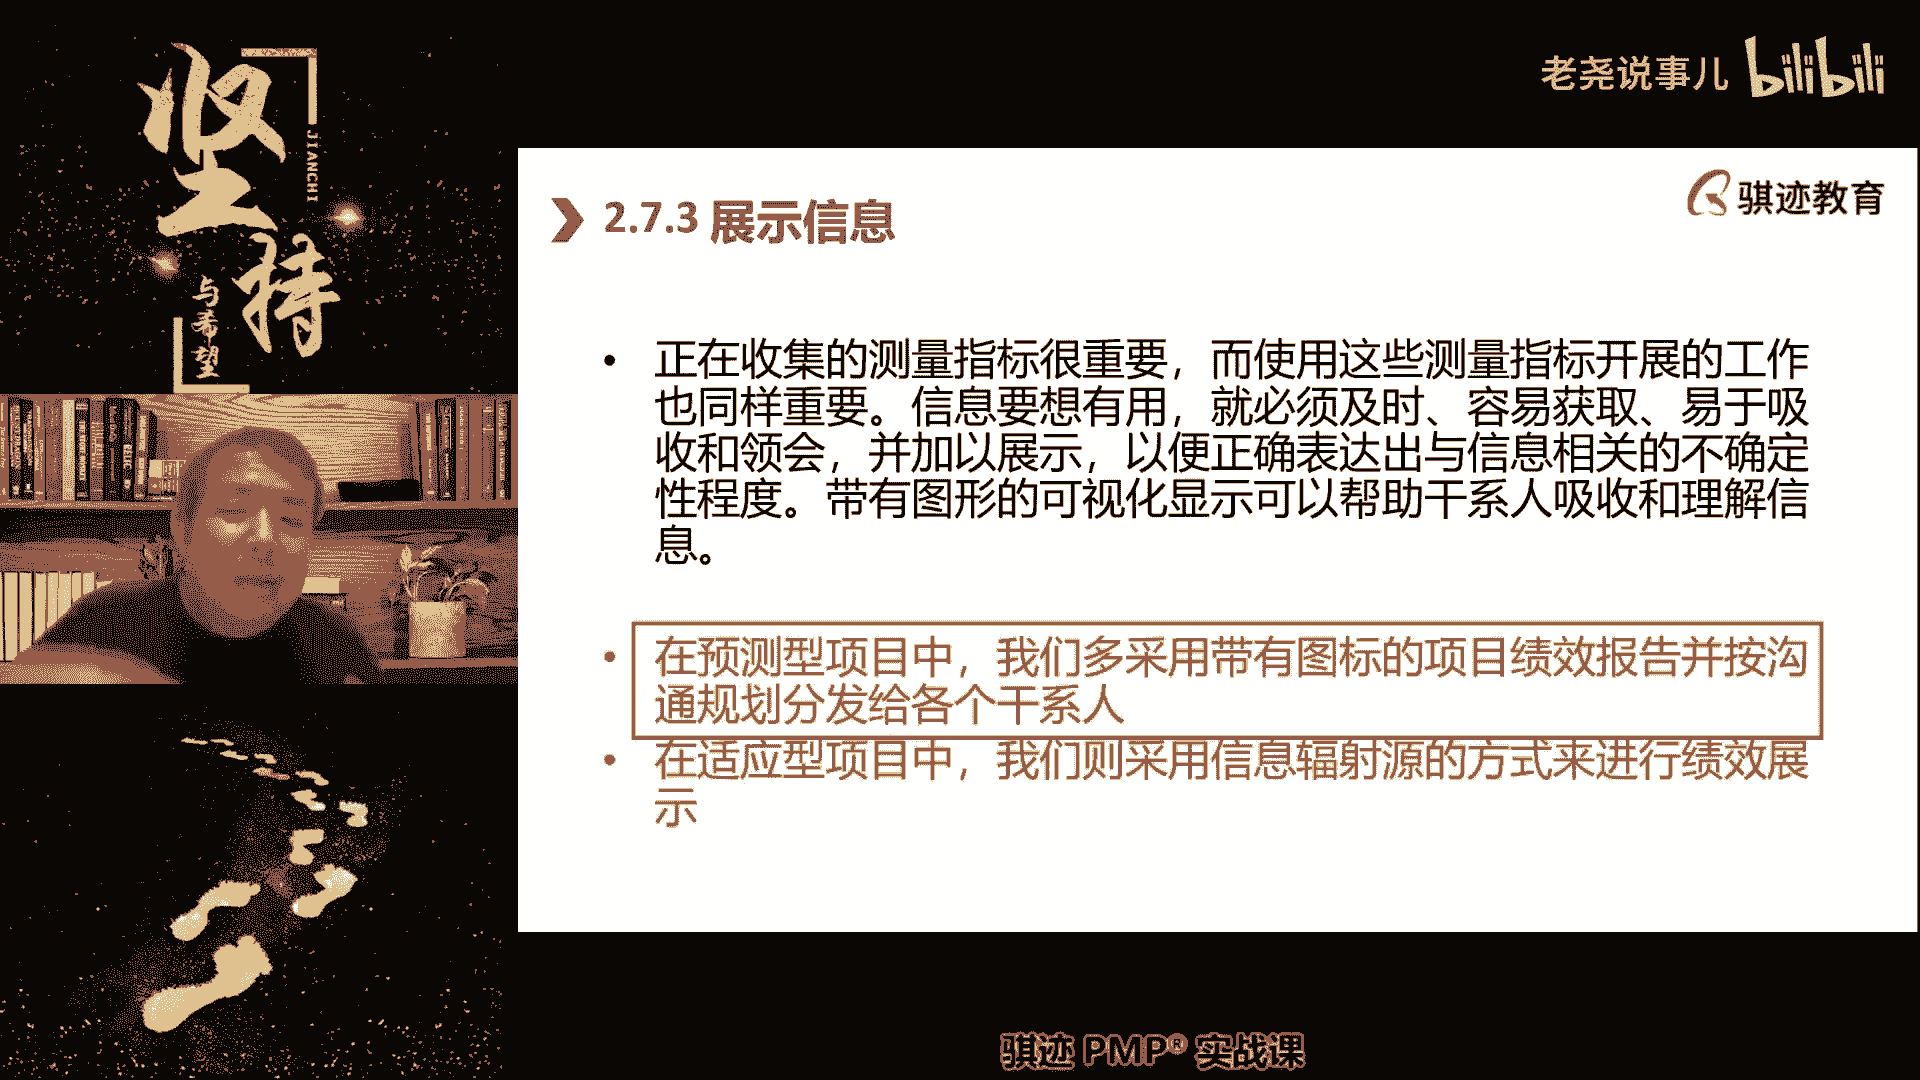 坚持
JIANCHI
与希望
老尧说事儿 bilibili
骐迹教育
2.7.3 展示信息
• 正在收集的测量指标很重要，而使用这些测量指标开展的工作
也同样重要。信息要想有用，就必须及时、容易获取、易于吸
收和领会，并加以展示，以便正确表达出与信息相关的不确定
性程度。带有图形的可视化显示可以帮助干系人吸收和理解信
息。
• 在预测型项目中，我们多采用带有图标的项目绩效报告并按沟
通规划分发给各个干系人
• 在适应型项目中，我们则采用信息辐射源的方式来进行绩效展
示
骐迹 PMP® 实战课